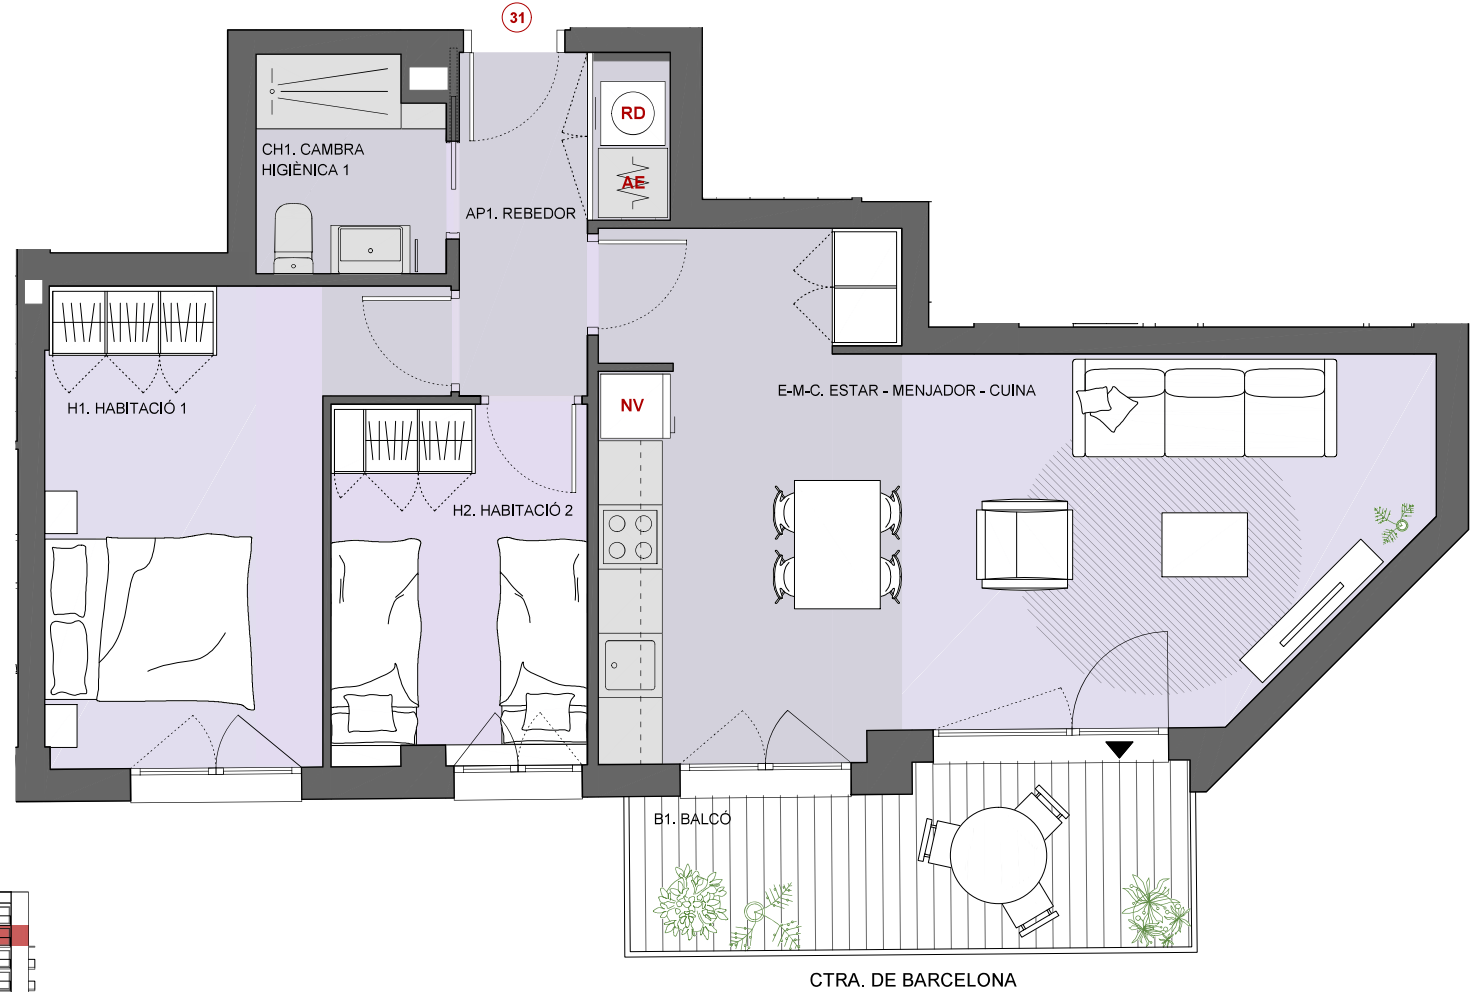 31
RD
CH1. CAMBRA
HIGIÈNICA 1
AE
AP1. REBEDOR
E-M-C. ESTAR - MENJADOR - CUINA
NV
H1. HABITACIÓ 1
H2. HABITACIÓ 2
B1. BALCÓ
CTRA. DE BARCELONA